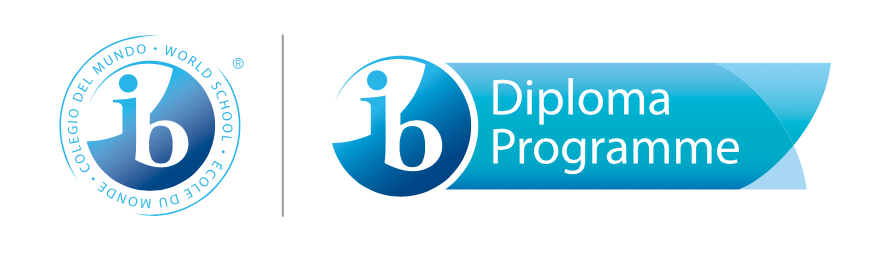 COLEGIO DEL MUNDO · WORLD SCHOOL · ÉCOLE DU MONDE ·
®
ib
ib
Diploma
Programme